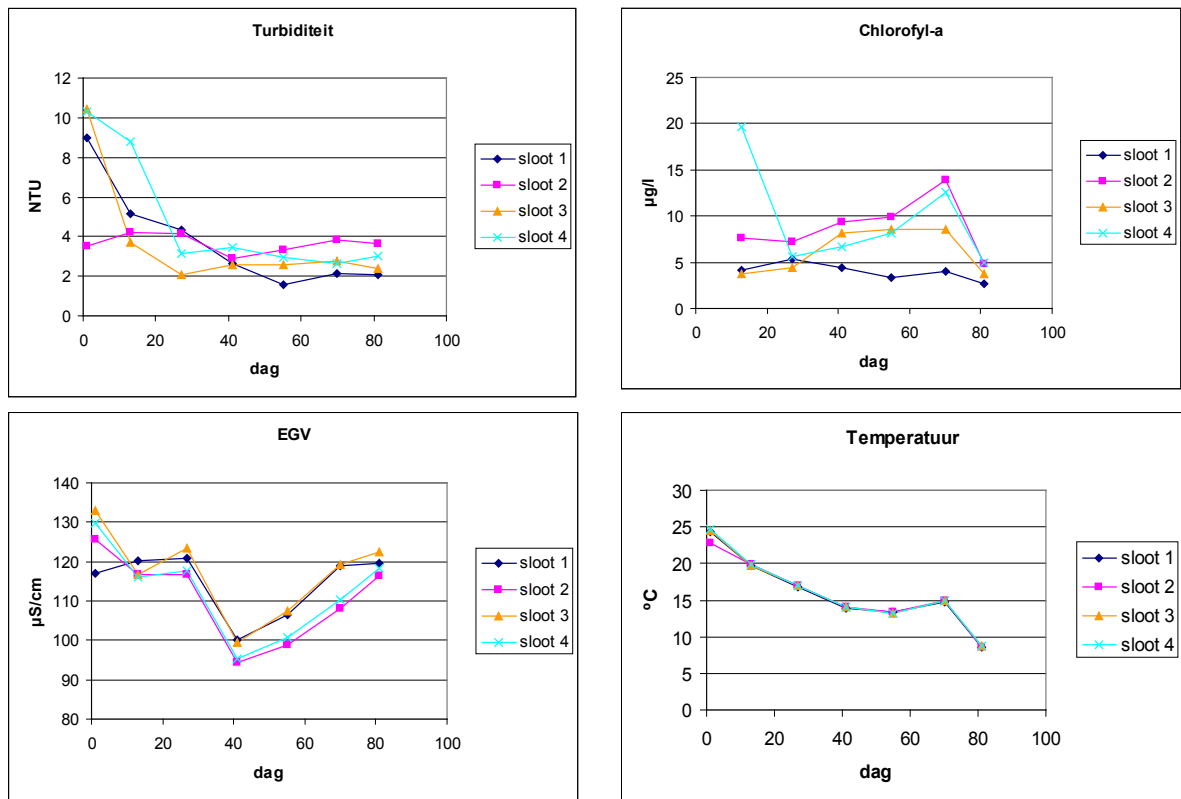 Turbiditeit
NTU
12
10
8
6
4
2
0
0 20 40 60 80 100
dag
sloot 1
sloot 2
sloot 3
sloot 4
Chlorofyl-a
µg/l
25
20
15
10
5
0
0 20 40 60 80 100
dag
sloot 1
sloot 2
sloot 3
sloot 4
EGV
µS/cm
140
130
120
110
100
90
80
0 20 40 60 80 100
dag
sloot 1
sloot 2
sloot 3
sloot 4
Temperatuur
ºC
30
25
20
15
10
5
0
0 20 40 60 80 100
dag
sloot 1
sloot 2
sloot 3
sloot 4